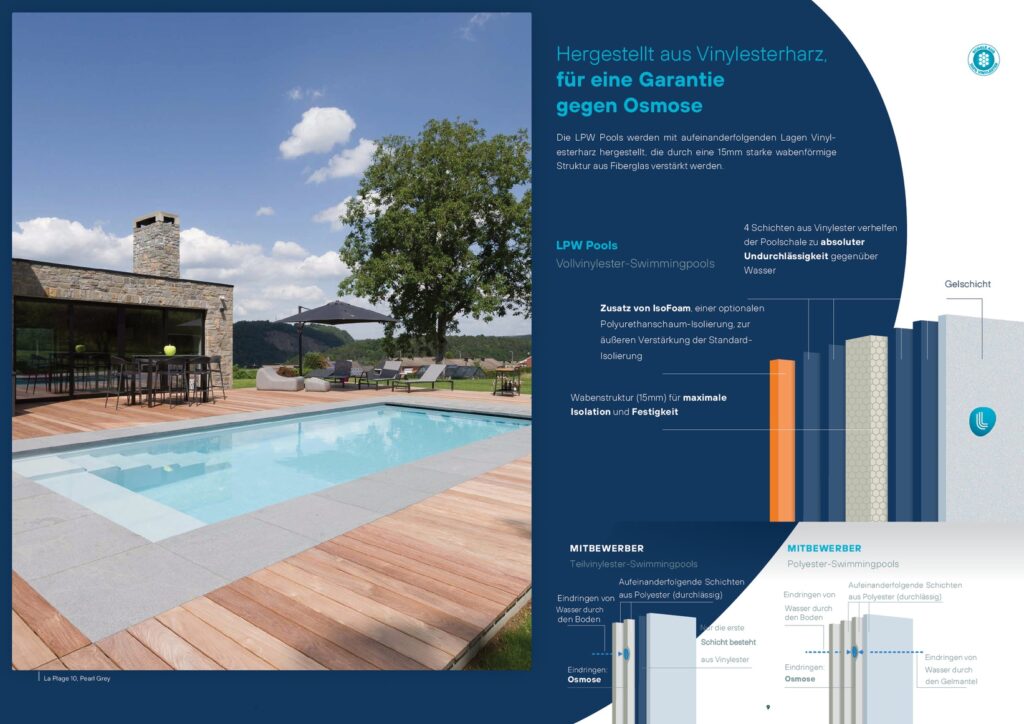 Hergestellt aus Vinylesterharz,
für eine Garantie
gegen Osmose
Die LPW Pools werden mit aufeinanderfolgenden Lagen Vinyl-
esterharz hergestellt, die durch eine 15mm starke wabenförmige
Struktur aus Fiberglas verstärkt werden.
4 Schichten aus Vinylester verhelfen
der Poolschale zu absoluter
Undurchlässigkeit gegenüber
Wasser
LPW Pools
Vollvinylester-Swimmingpools
Gelschicht
Zusatz von IsoFoam, einer optionalen
Polyurethanschaum-Isolierung, zur
äußeren Verstärkung der Standard-
Isolierung
Wabenstruktur (15mm) für maximale
Isolation und Festigkeit
MITBEWERBER
Teilvinylester-Swimmingpools
Aufeinanderfolgende Schichten
aus Polyester (durchlässig)
Eindringen von
Wasser durch
den Boden
Nur die erste
Schicht besteht
aus Vinylester
Eindringen:
Osmose
MITBEWERBER
Polyester-Swimmingpools
Aufeinanderfolgende Schichten
aus Polyester (durchlässig)
Eindringen von
Wasser durch
den Boden
Eindringen von
Wasser durch
den Gelmantel
Eindringen:
Osmose
La Plage 10, Pearl Grey
9